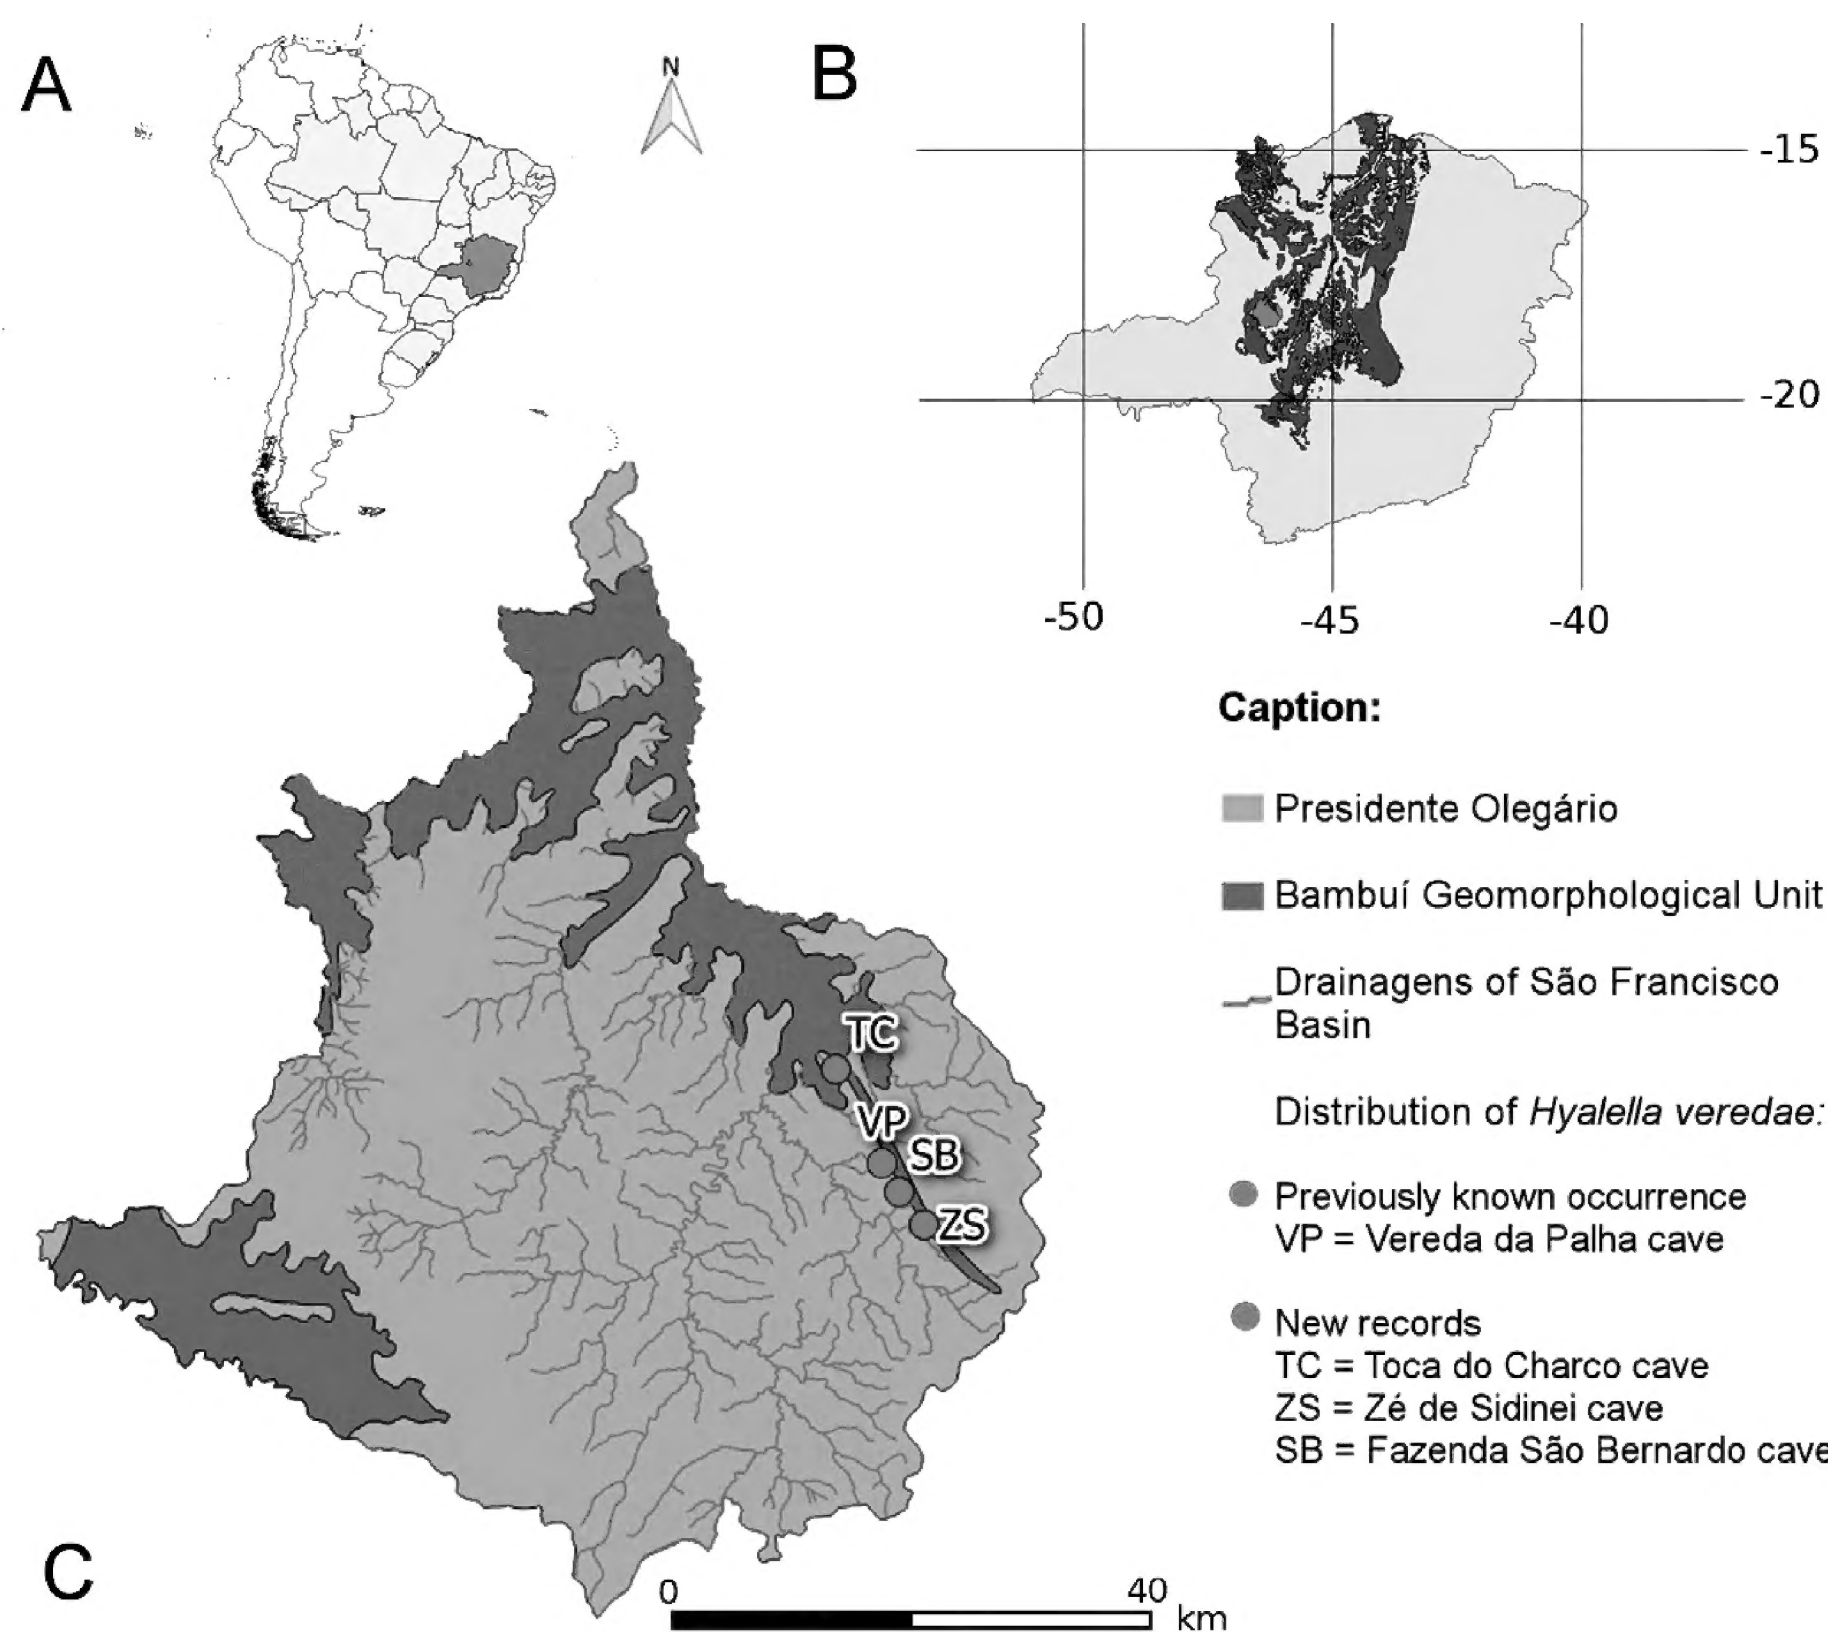 A
N
B
-15
-20
-50
-45
-40
Caption:
Presidente Olegário
Bambuí Geomorphological Unit
Drainagens of São Francisco
Basin
Distribution of Hyalella veredae:
Previously known occurrence
VP = Vereda da Palha cave
New records
TC = Toca do Charco cave
ZS = Zé de Sidinei cave
SB = Fazenda São Bernardo cave
TC
VP
SB
ZS
C
0
40
km